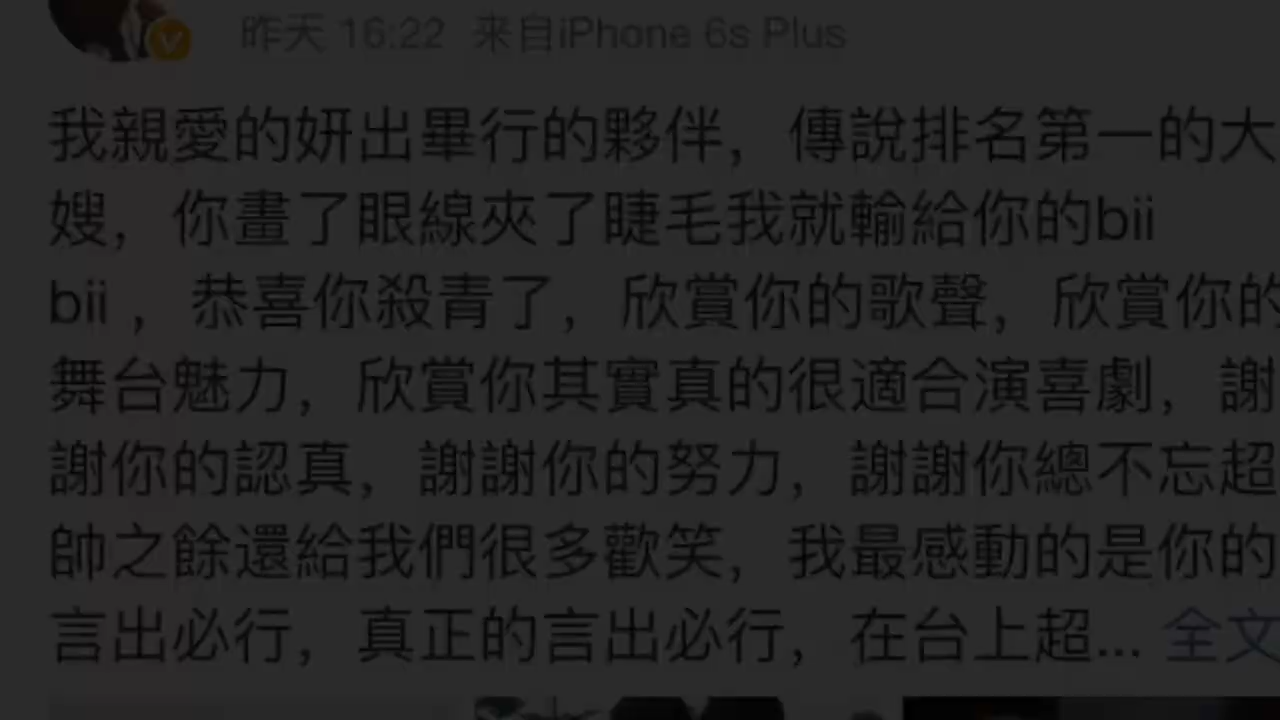 昨天 16:22 来自iPhone 6s Plus
我親愛的妍出畢行的夥伴，傳說排名第一的大
嫂，你畫了眼線夾了睫毛我就輸給你的bii
bii ，恭喜你殺青了，欣賞你的歌聲，欣賞你的
舞台魅力，欣賞你其實真的很適合演喜劇，謝
謝你的認真，謝謝你的努力，謝謝你總不忘超
帥之餘還給我們很多歡笑，我最感動的是你的
言出必行，真正的言出必行，在台上超... 全文